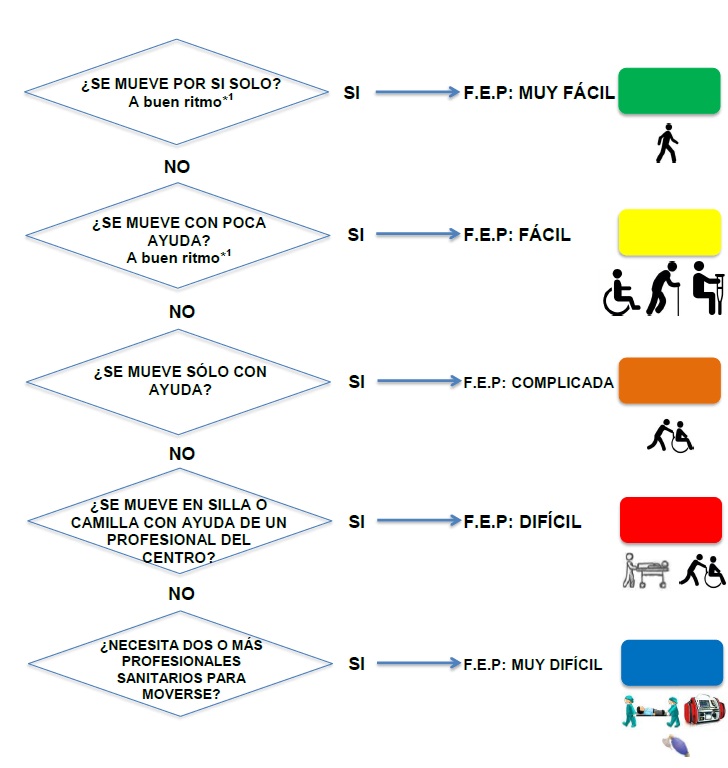 ¿SE MUEVE POR SI SOLO?
A buen ritmo*1
SI
F.E.P: MUY FÁCIL
NO
¿SE MUEVE CON POCA
AYUDA?
A buen ritmo*1
SI
F.E.P: FÁCIL
NO
¿SE MUEVE SÓLO CON
AYUDA?
SI
F.E.P: COMPLICADA
NO
¿SE MUEVE EN SILLA O
CAMILLA CON AYUDA DE UN
PROFESIONAL DEL
CENTRO?
SI
F.E.P: DIFÍCIL
NO
¿NECESITA DOS O MÁS
PROFESIONALES
SANITARIOS PARA
MOVERSE?
SI
F.E.P: MUY DIFÍCIL